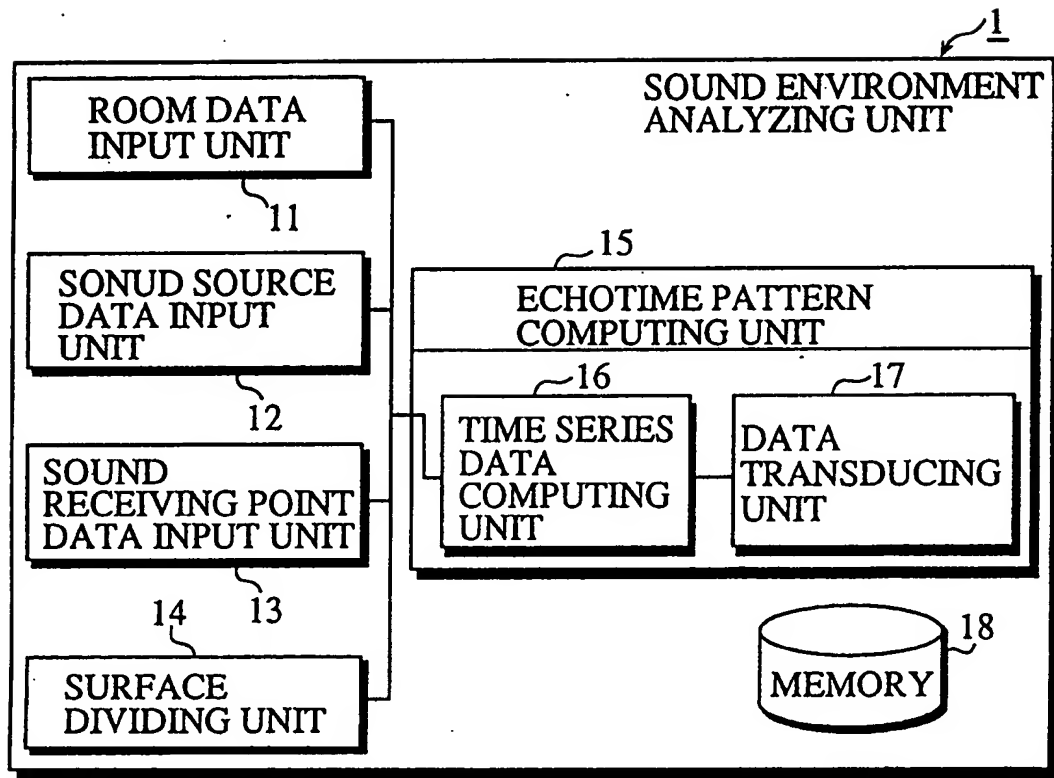 1
SOUND ENVIRONMENT
ANALYZING UNIT
ROOM DATA
INPUT UNIT
11
SONUD SOURCE
DATA INPUT
UNIT
12
SOUND
RECEIVING POINT
DATA INPUT UNIT
13
14
SURFACE
DIVIDING UNIT
15
ECHOTIME PATTERN
COMPUTING UNIT
16
TIME SERIES
DATA
COMPUTING
UNIT
17
DATA
TRANSDUCING
UNIT
18
MEMORY